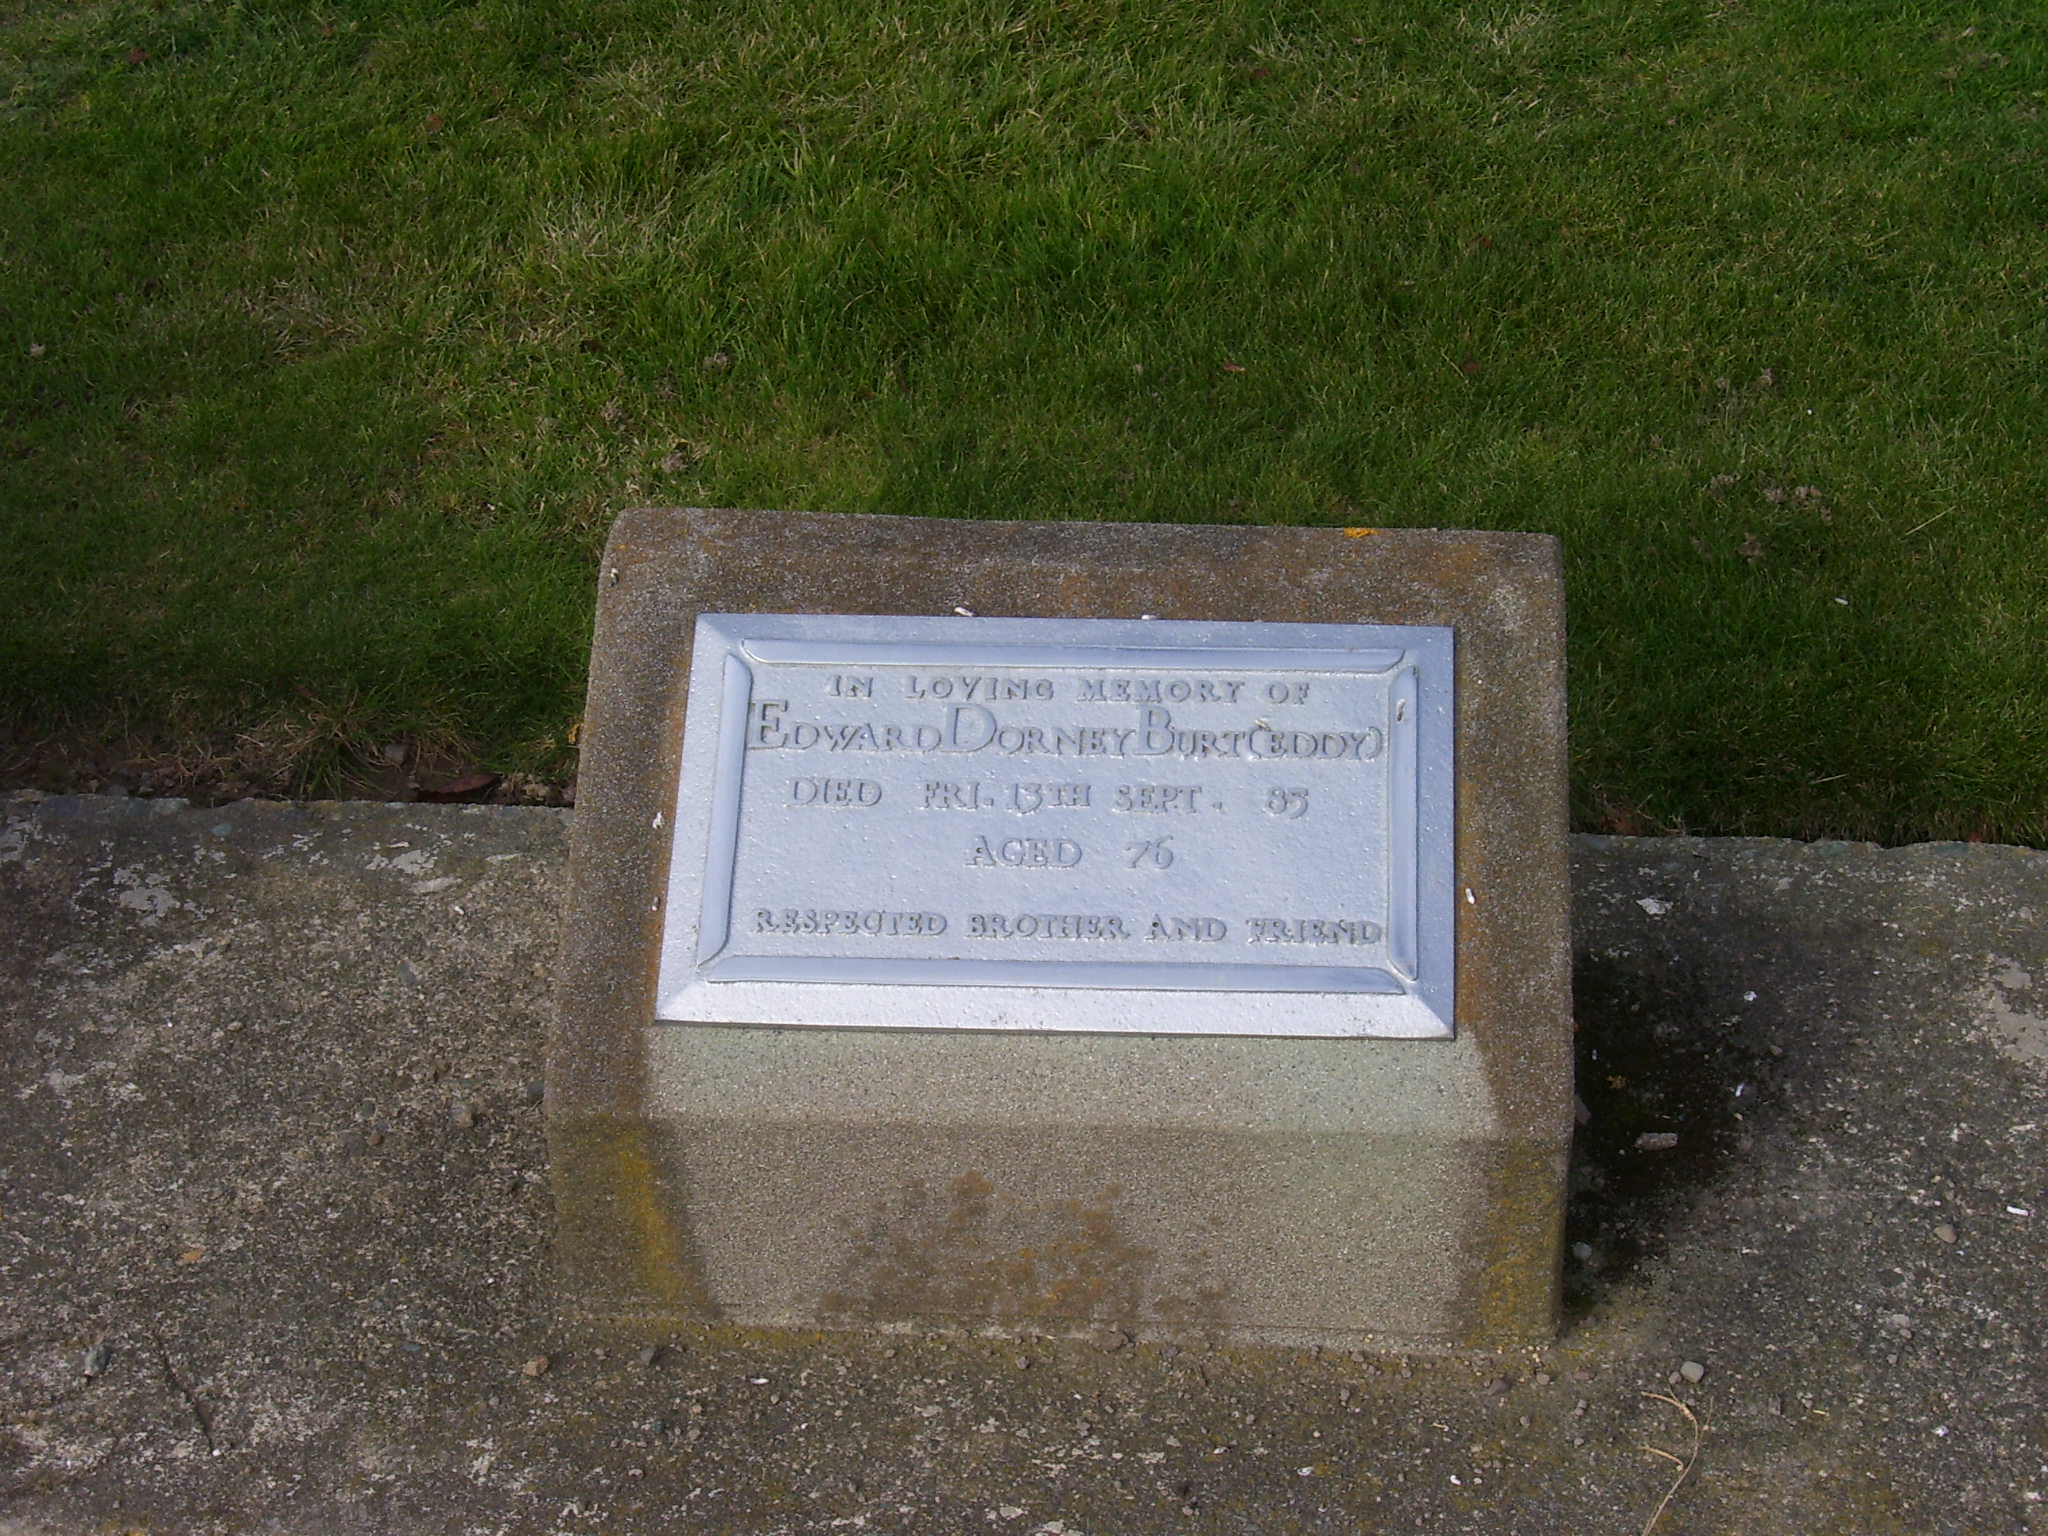 IN LOVING MEMORY OF
EDWARD DORNEY BURT (EDDY)
DIED FRI. 13TH SEPT. 85
AGED 76
RESPECTED BROTHER AND FRIEND